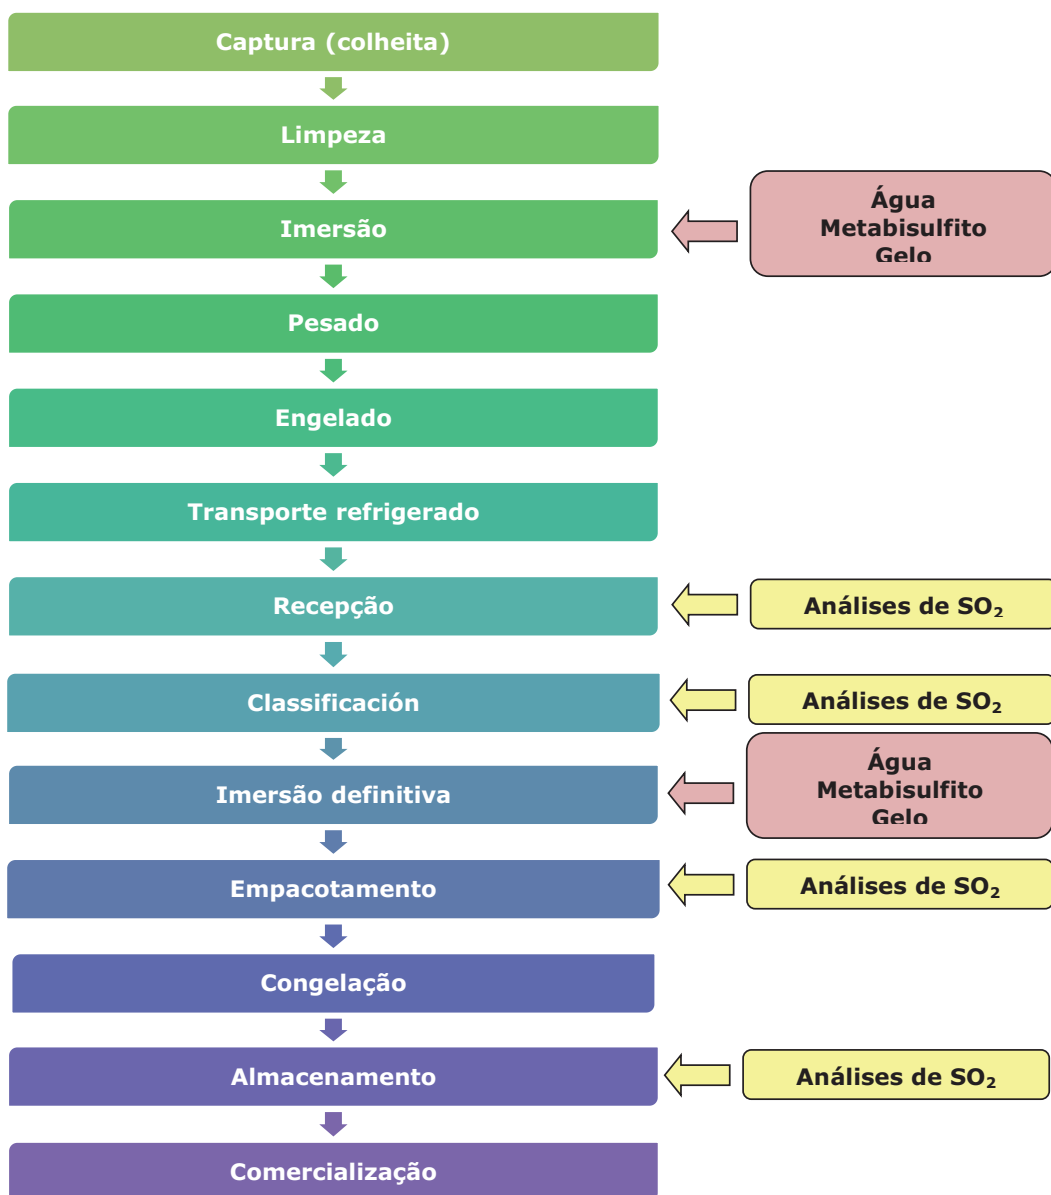 Captura (colheita)
Limpeza
Imersão
Água
Metabisulfito
Gelo
Pesado
Engelado
Transporte refrigerado
Recepção
Análises de SO₂
Classificación
Análises de SO₂
Imersão definitiva
Água
Metabisulfito
Gelo
Empacotamento
Análises de SO₂
Congelação
Almacenamento
Análises de SO₂
Comercialização